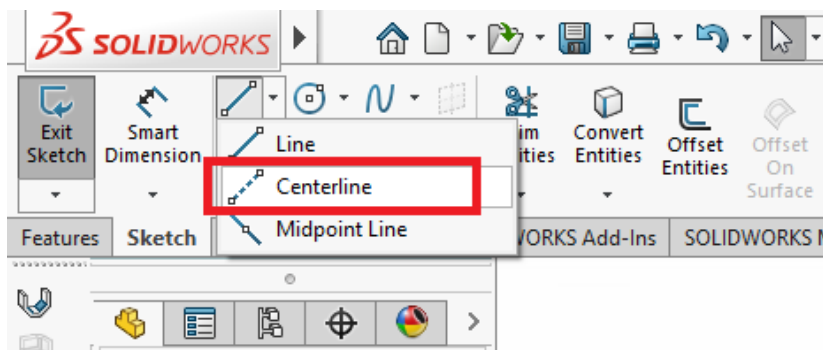 SOLIDWORKS
Exit
Sketch
Smart
Dimension
Line
Centerline
Midpoint Line
Convert
Entities
Offset
Entities
Offset
On
Surface
Features
Sketch
Add-Ins
SOLIDWORKS